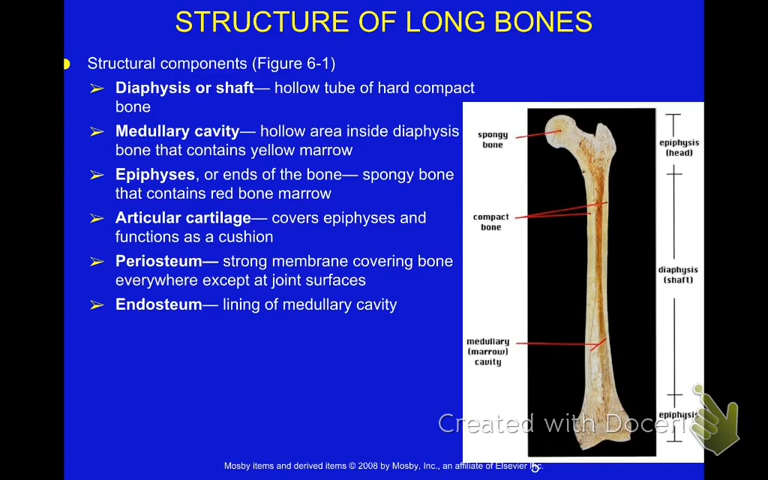 STRUCTURE OF LONG BONES
Structural components (Figure 6-1)
Diaphysis or shaft— hollow tube of hard compact
bone
Medullary cavity— hollow area inside diaphysis
bone that contains yellow marrow
Epiphyses, or ends of the bone— spongy bone
that contains red bone marrow
Articular cartilage— covers epiphyses and
functions as a cushion
Periosteum— strong membrane covering bone
everywhere except at joint surfaces
Endosteum— lining of medullary cavity
spongy
bone
compact
bone
medullary
(marrow)
cavity
epiphysis
(head)
diaphysis
(shaft)
epiphysis
Created with Doceri
Mosby items and derived items © 2008 by Mosby, Inc., an affiliate of Elsevier Inc.